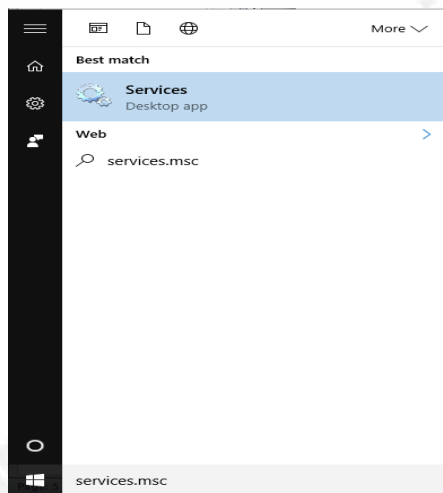 More
Best match
Services
Desktop app
Web
services.msc
services.msc